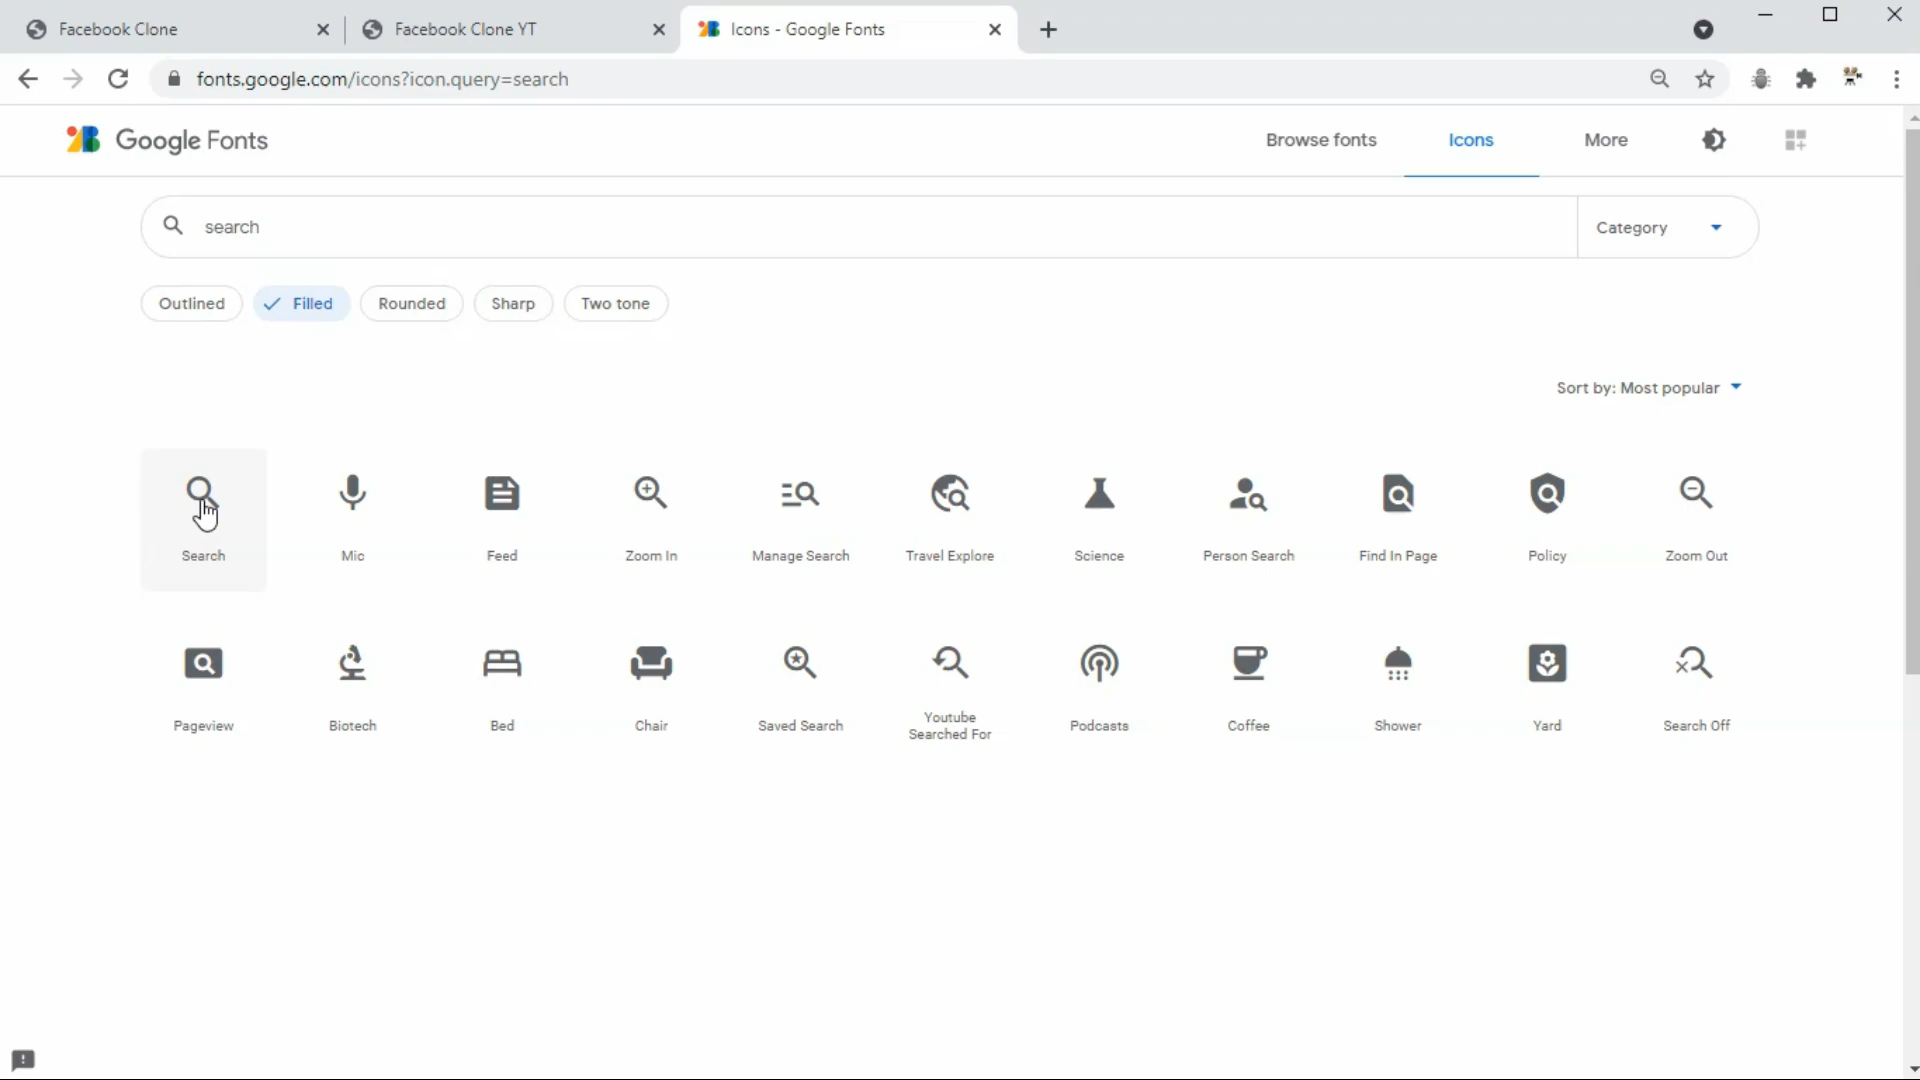 Facebook Clone
Facebook Clone YT
Icons - Google Fonts
fonts.google.com/icons?icon.query=search
Google Fonts
Browse fonts
Icons
More
search
Category
Outlined
Filled
Rounded
Sharp
Two tone
Sort by: Most popular
Search
Mic
Feed
Zoom In
Manage Search
Travel Explore
Science
Person Search
Find In Page
Policy
Zoom Out
Pageview
Biotech
Bed
Chair
Saved Search
Youtube
Searched For
Podcasts
Coffee
Shower
Yard
Search Off